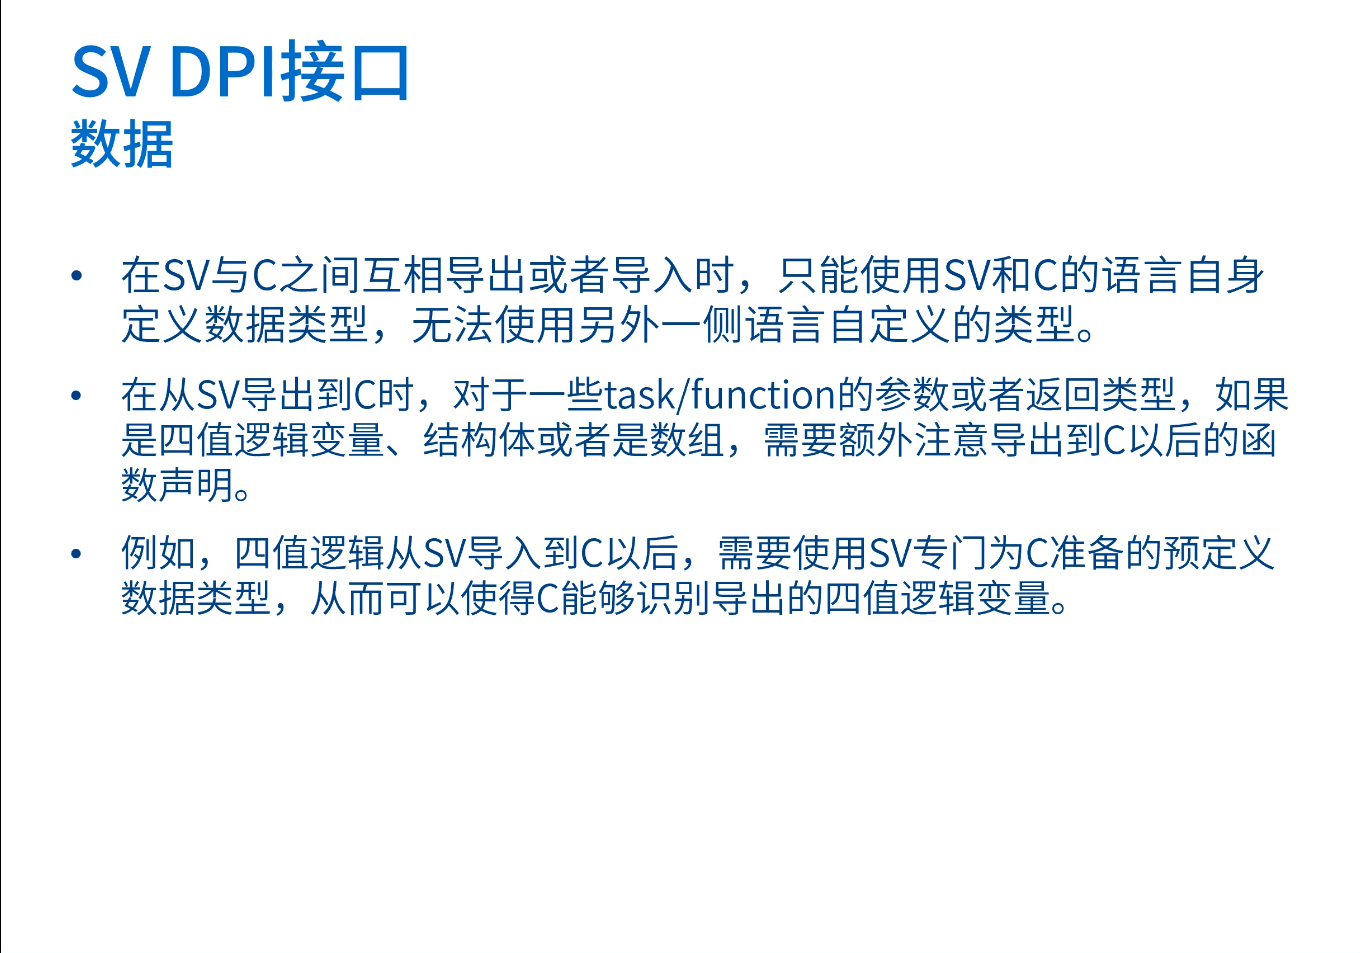 SV DPI接口
数据
• 在SV与C之间互相导出或者导入时，只能使用SV和C的语言自身
定义数据类型，无法使用另外一侧语言自定义的类型。
• 在从SV导出到C时，对于一些task/function的参数或者返回类型，如果
是四值逻辑变量、结构体或者是数组，需要额外注意导出到C以后的函
数声明。
• 例如，四值逻辑从SV导入到C以后，需要使用SV专门为C准备的预定义
数据类型，从而可以使得C能够识别导出的四值逻辑变量。